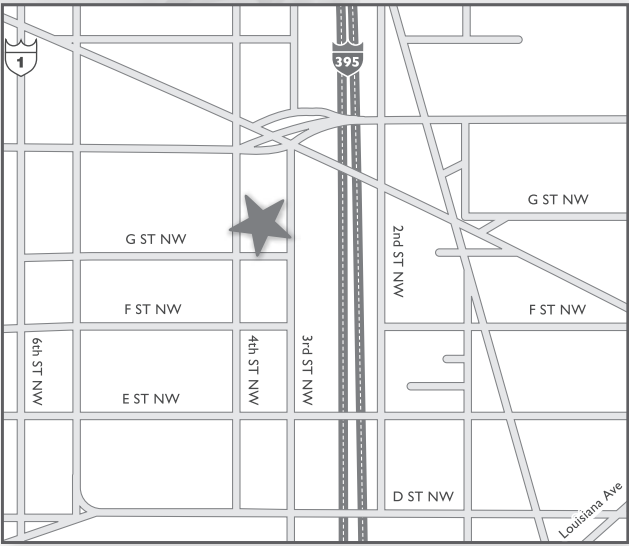 1
395
G ST NW
G ST NW
2nd ST NW
F ST NW
F ST NW
6th ST NW
4th ST NW
3rd ST NW
E ST NW
D ST NW
Louisiana Ave